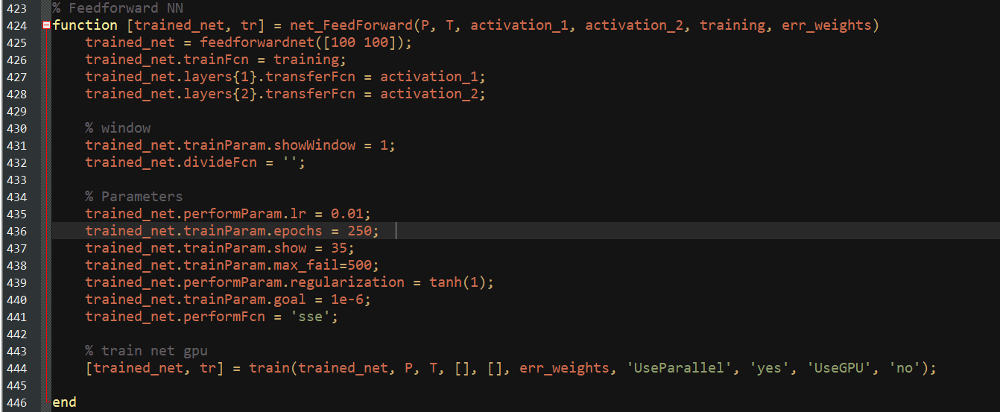 423 % Feedforward NN
424 function [trained_net, tr] = net_FeedForward(P, T, activation_1, activation_2, training, err_weights)
425     trained_net = feedforwardnet([100 100]);
426     trained_net.trainFcn = training;
427     trained_net.layers{1}.transferFcn = activation_1;
428     trained_net.layers{2}.transferFcn = activation_2;
429
430     % window
431     trained_net.trainParam.showWindow = 1;
432     trained_net.divideFcn = '';
433
434     % Parameters
435     trained_net.performParam.lr = 0.01;
436     trained_net.trainParam.epochs = 250;
437     trained_net.trainParam.show = 35;
438     trained_net.trainParam.max_fail=500;
439     trained_net.performParam.regularization = tanh(1);
440     trained_net.trainParam.goal = 1e-6;
441     trained_net.performFcn = 'sse';
442
443     % train net gpu
444     [trained_net, tr] = train(trained_net, P, T, [], [], err_weights, 'UseParallel', 'yes', 'UseGPU', 'no');
445
446 end